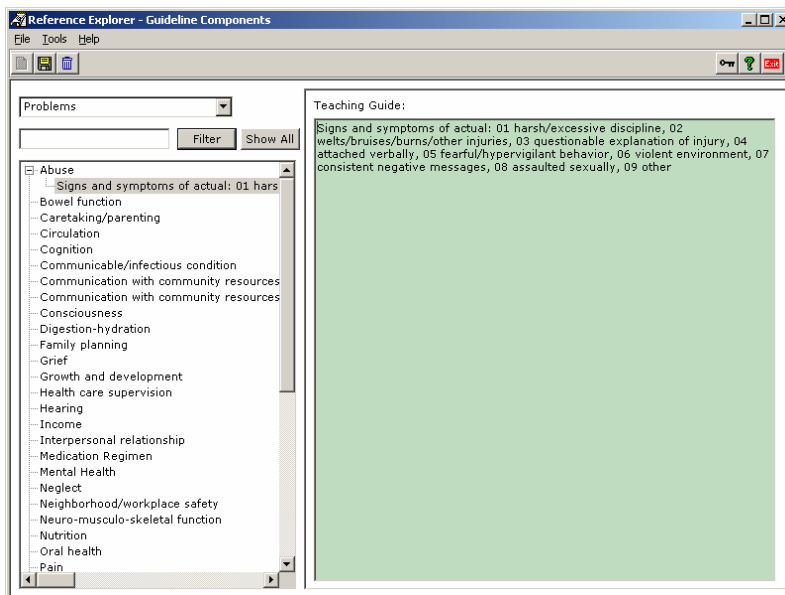 Reference Explorer - Guideline Components
File Tools Help
Exit
Problems
Filter Show All
Abuse
Signs and symptoms of actual: 01 hars
Bowel function
Caretaking/parenting
Circulation
Cognition
Communicable/infectious condition
Communication with community resources
Communication with community resources
Consciousness
Digestion-hydration
Family planning
Grief
Growth and development
Health care supervision
Hearing
Income
Interpersonal relationship
Medication Regimen
Mental Health
Neglect
Neighborhood/workplace safety
Neuro-musculo-skeletal function
Nutrition
Oral health
Pain
Teaching Guide:
Signs and symptoms of actual: 01 harsh/excessive discipline, 02
welts/bruises/burns/other injuries, 03 questionable explanation of injury, 04
attached verbally, 05 fearful/hypervigilant behavior, 06 violent environment, 07
consistent negative messages, 08 assaulted sexually, 09 other